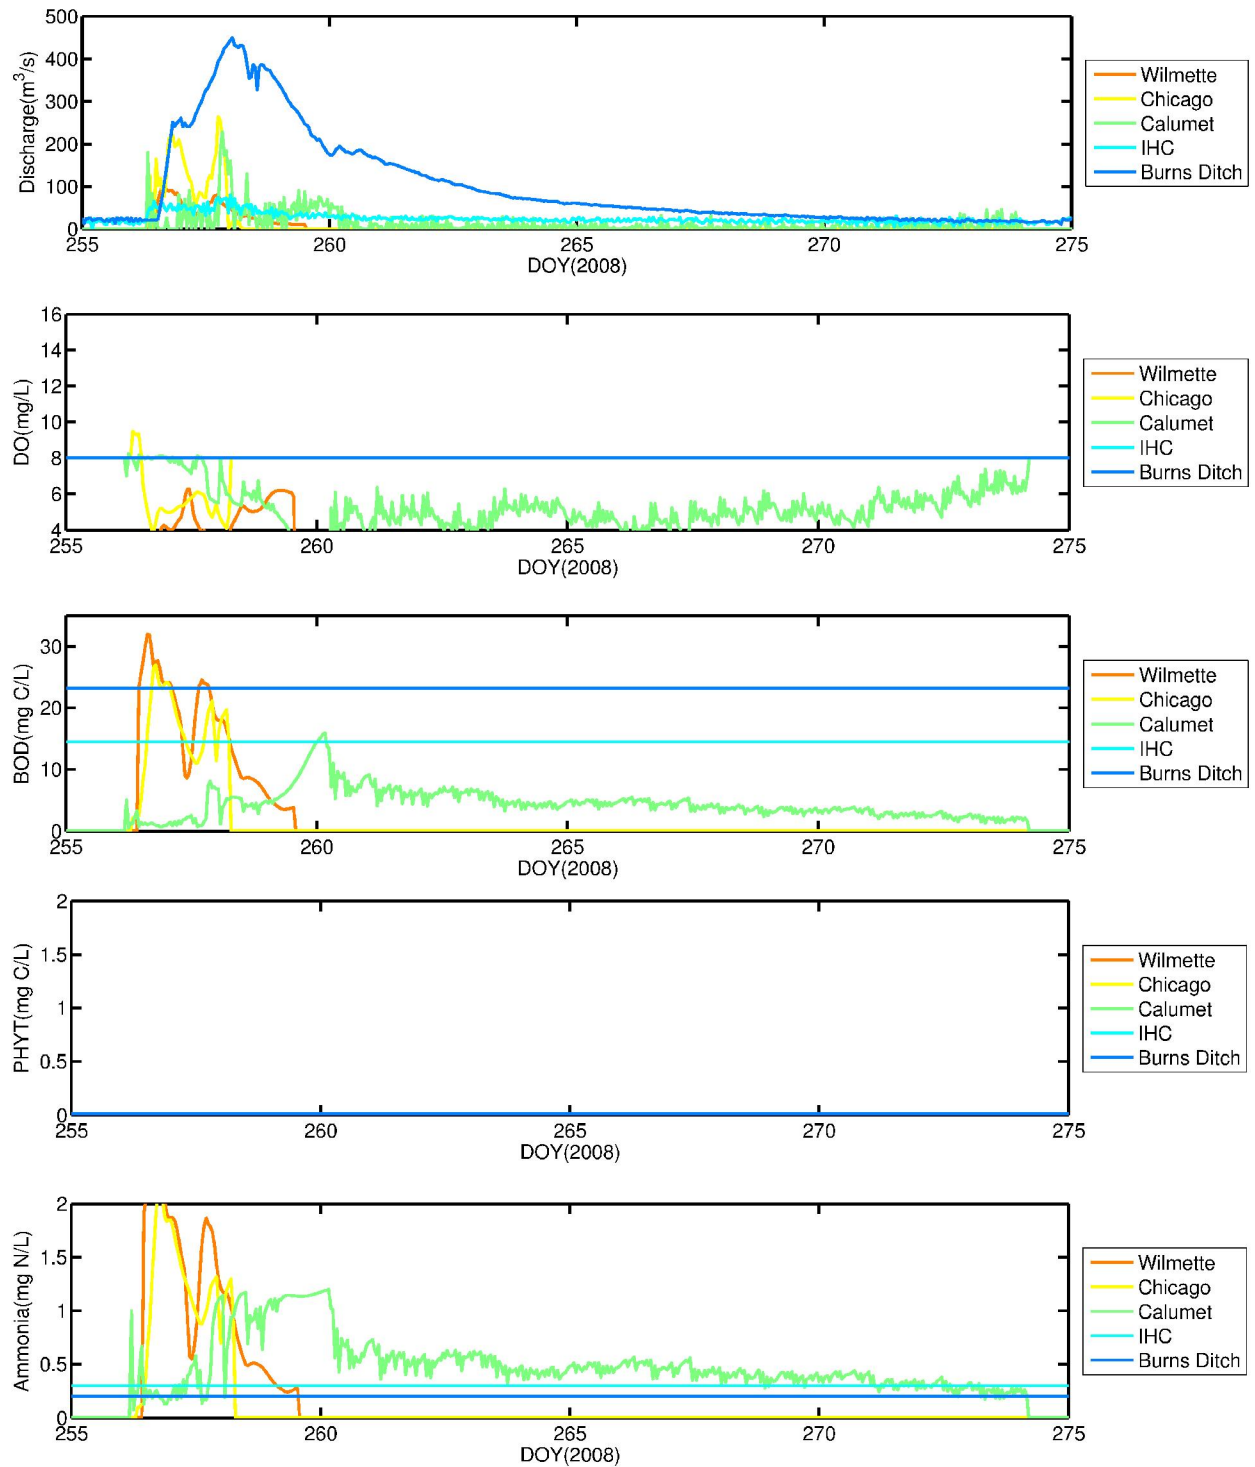 500
400
300
200
100
0
Discharge(m³/s)
255
260
265
270
275
DOY(2008)
Wilmette
Chicago
Calumet
IHC
Burns Ditch
16
14
12
10
8
6
4
DO(mg/L)
255
260
265
270
275
DOY(2008)
Wilmette
Chicago
Calumet
IHC
Burns Ditch
30
20
10
0
BOD(mg C/L)
255
260
265
270
275
DOY(2008)
Wilmette
Chicago
Calumet
IHC
Burns Ditch
2
1.5
1
0.5
0
PHYT(mg C/L)
255
260
265
270
275
DOY(2008)
Wilmette
Chicago
Calumet
IHC
Burns Ditch
2
1.5
1
0.5
0
Ammonia(mg N/L)
255
260
265
270
275
DOY(2008)
Wilmette
Chicago
Calumet
IHC
Burns Ditch